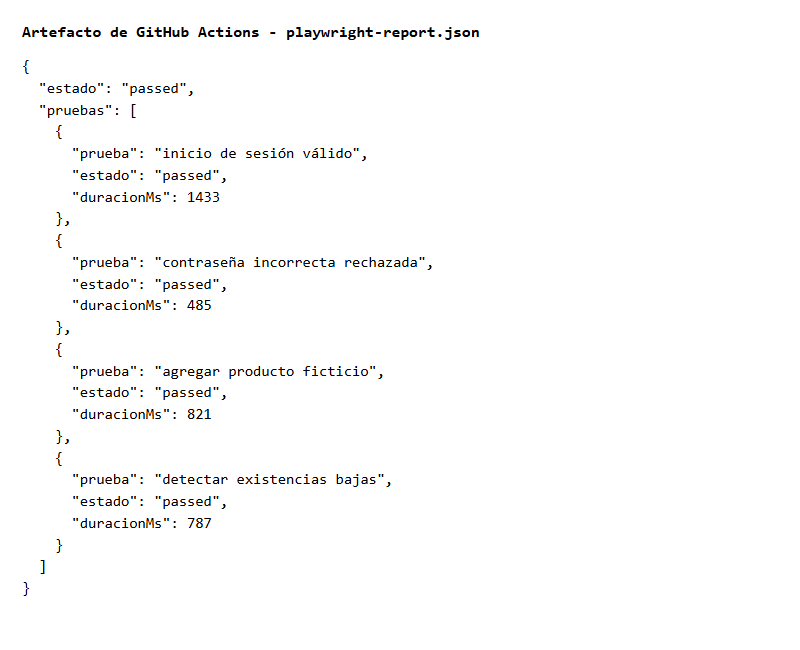 Artefacto de GitHub Actions - playwright-report.json
{
  "estado": "passed",
  "pruebas": [
    {
      "prueba": "inicio de sesión válido",
      "estado": "passed",
      "duracionMs": 1433
    },
    {
      "prueba": "contraseña incorrecta rechazada",
      "estado": "passed",
      "duracionMs": 485
    },
    {
      "prueba": "agregar producto ficticio",
      "estado": "passed",
      "duracionMs": 821
    },
    {
      "prueba": "detectar existencias bajas",
      "estado": "passed",
      "duracionMs": 787
    }
  ]
}